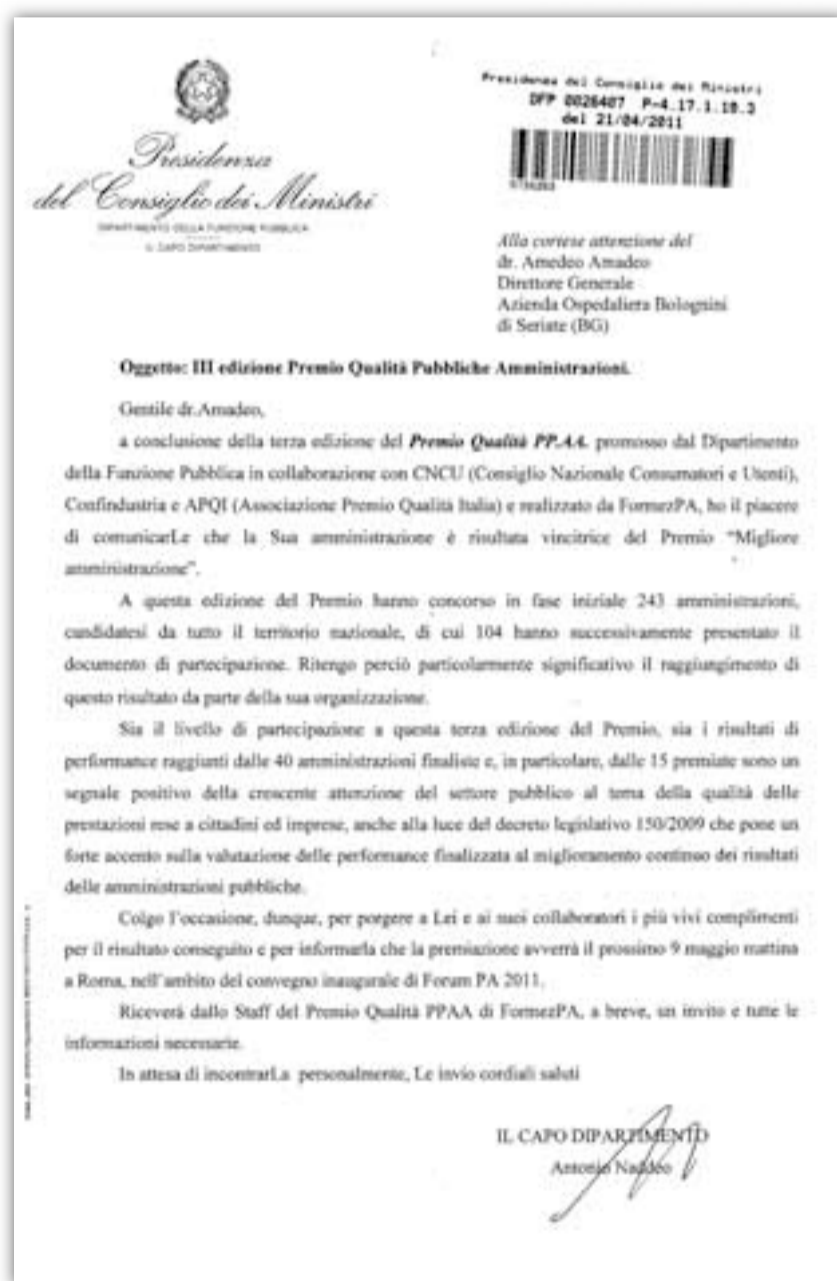 Presidenza
del Consiglio dei Ministri
DIPARTIMENTO DELLA FUNZIONE PUBBLICA
IL CAPO DIPARTIMENTO
Presidenza del Consiglio dei Ministri
DFP 0026407 P-4.17.1.10.3
del 21/04/2011
Alla cortese attenzione del
dr. Amedeo Amadeo
Direttore Generale
Azienda Ospedaliera Bolognini
di Seriate (BG)
Oggetto: III edizione Premio Qualità Pubbliche Amministrazioni.
Gentile dr.Amadeo,
a conclusione della terza edizione del Premio Qualità PP.AA. promosso dal Dipartimento
della Funzione Pubblica in collaborazione con CNCU (Consiglio Nazionale Consumatori e Utenti),
Confindustria e APQI (Associazione Premio Qualità Italia) e realizzato da FormezPA, ho il piacere
di comunicarLe che la Sua amministrazione è risultata vincitrice del Premio “Migliore
amministrazione”.
A questa edizione del Premio hanno concorso in fase iniziale 243 amministrazioni,
candidatesi da tutto il territorio nazionale, di cui 104 hanno successivamente presentato il
documento di partecipazione. Ritengo perciò particolarmente significativo il raggiungimento di
questo risultato da parte della sua organizzazione.
Sia il livello di partecipazione a questa terza edizione del Premio, sia i risultati di
performance raggiunti dalle 40 amministrazioni finaliste e, in particolare, dalle 15 premiate sono un
segnale positivo della crescente attenzione del settore pubblico al tema della qualità delle
prestazioni rese a cittadini ed imprese, anche alla luce del decreto legislativo 150/2009 che pone un
forte accento sulla valutazione delle performance finalizzata al miglioramento continuo dei risultati
delle amministrazioni pubbliche.
Colgo l’occasione, dunque, per porgere a Lei e ai suoi collaboratori i più vivi complimenti
per il risultato conseguito e per informarla che la premiazione avverrà il prossimo 9 maggio mattina
a Roma, nell’ambito del convegno inaugurale di Forum PA 2011.
Riceverà dallo Staff del Premio Qualità PPAA di FormezPA, a breve, un invito e tutte le
informazioni necessarie.
In attesa di incontrarLa personalmente, Le invio cordiali saluti
IL CAPO DIPARTIMENTO
Antonio Naddeo